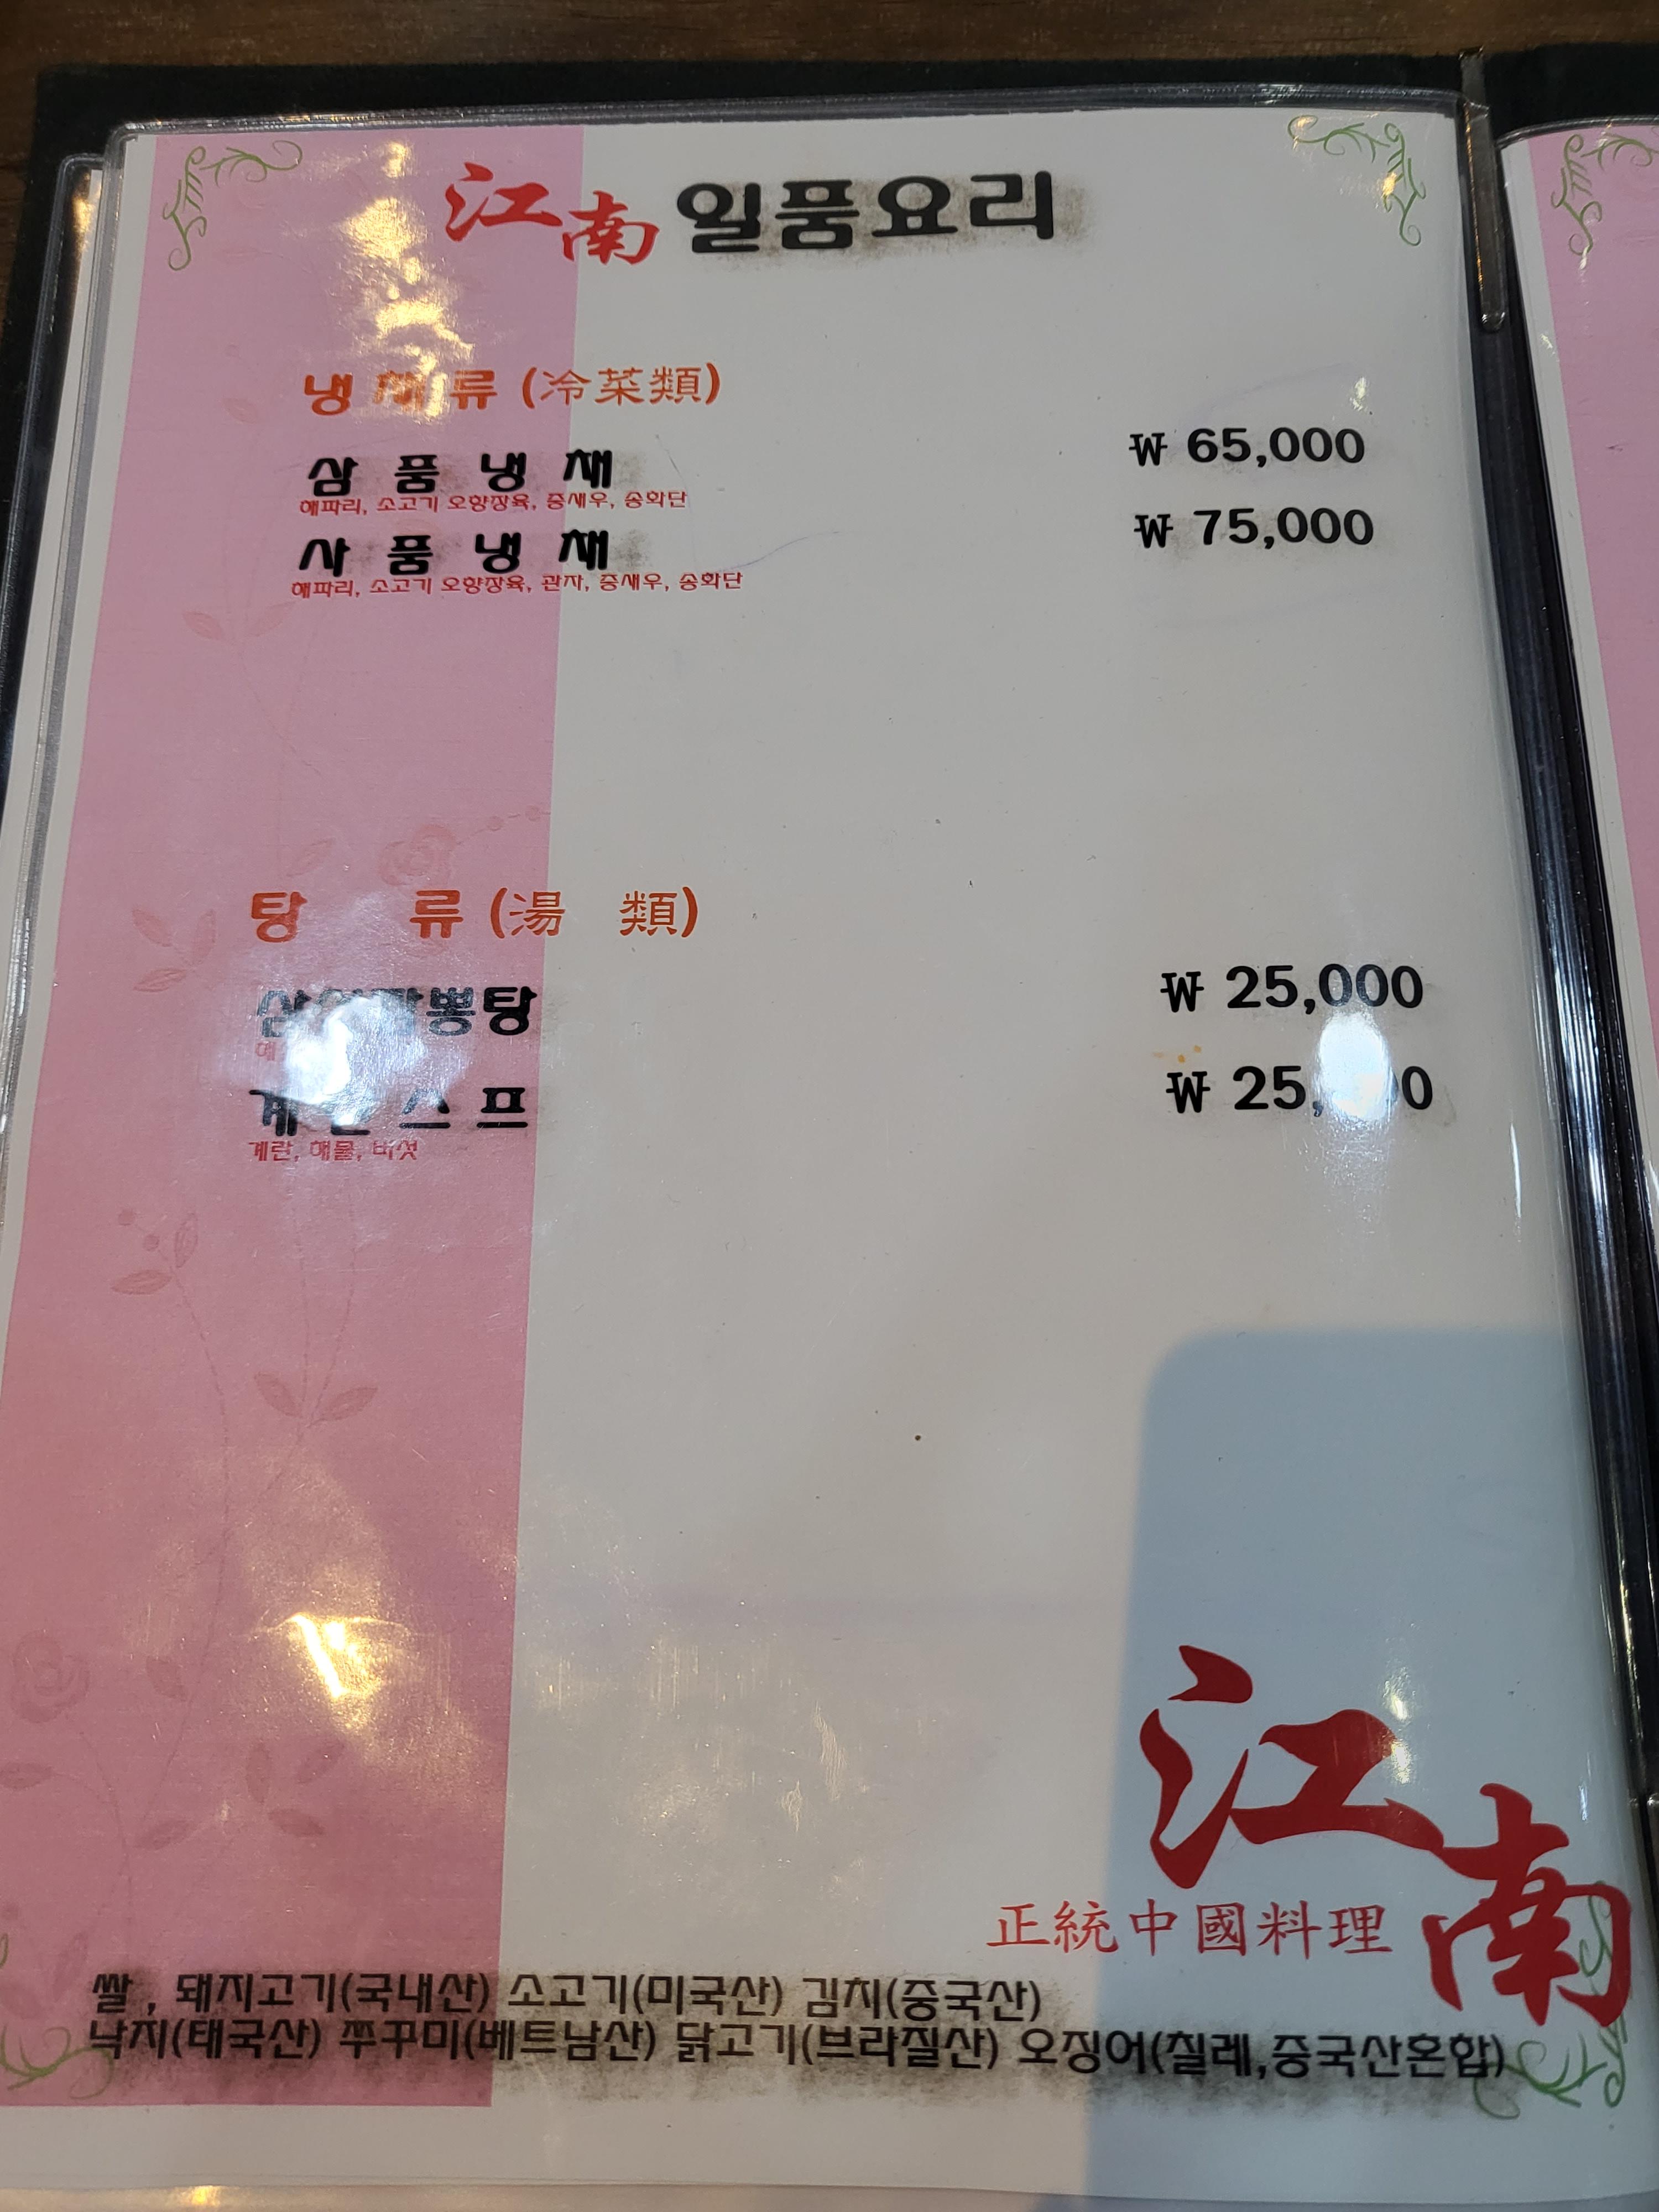 江南 일품요리
냉채류 (冷菜類)
삼품냉채 ₩ 65,000
해파리, 소고기 오향장육, 중새우, 송화단
사품냉채 ₩ 75,000
해파리, 소고기 오향장육, 관자, 중새우, 송화단
탕 류 (湯 類)
₩ 25,000
계란스프
계란, 해물, 버섯
江南
正統中國料理
쌀 , 돼지고기(국내산) 소고기(미국산) 김치(중국산)
낙지(태국산) 쭈꾸미(베트남산) 닭고기(브라질산) 오징어(칠레,중국산혼합)